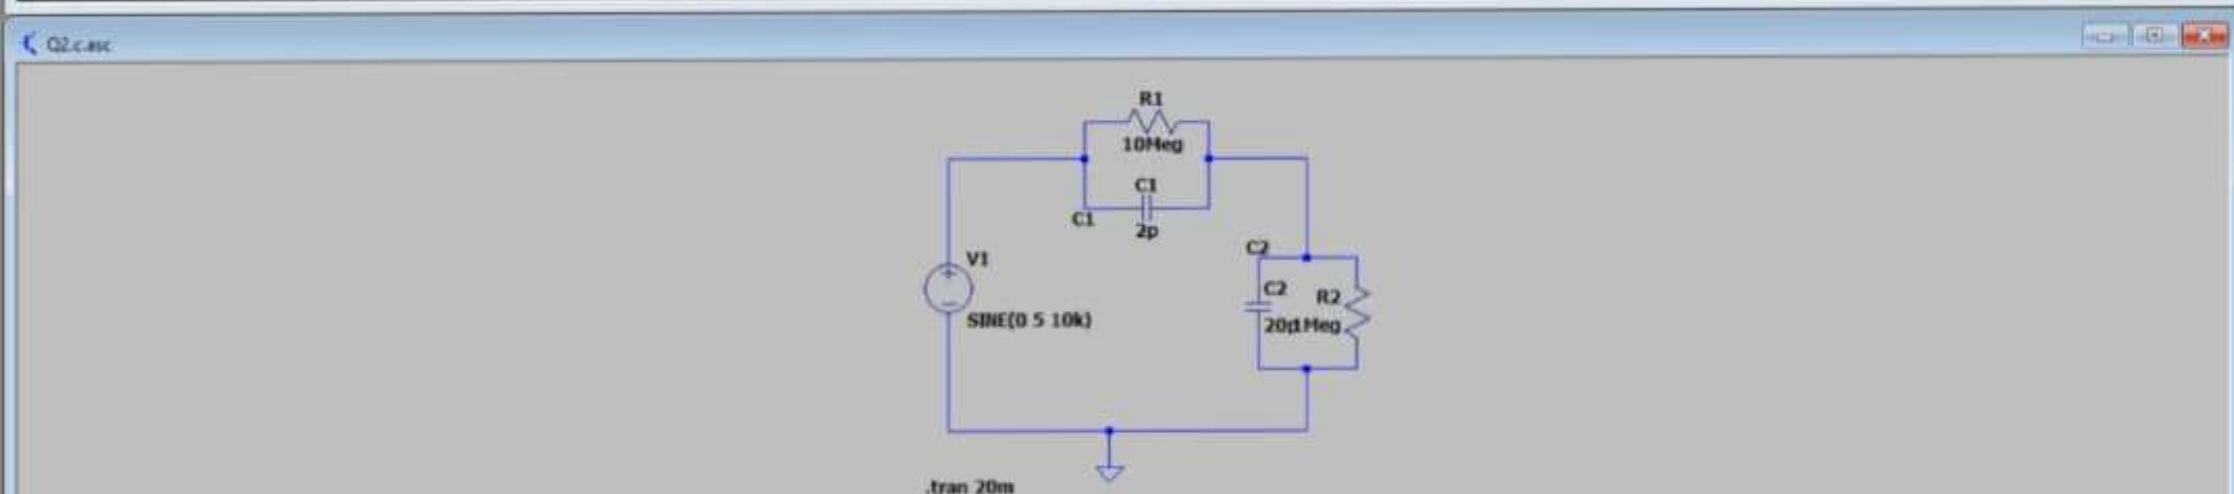 Q2.c.asc
R1
10Meg
C1
C1
2p
V1
SINE(0 5 10k)
C2
C2
R2
20p
1Meg
.tran 20m